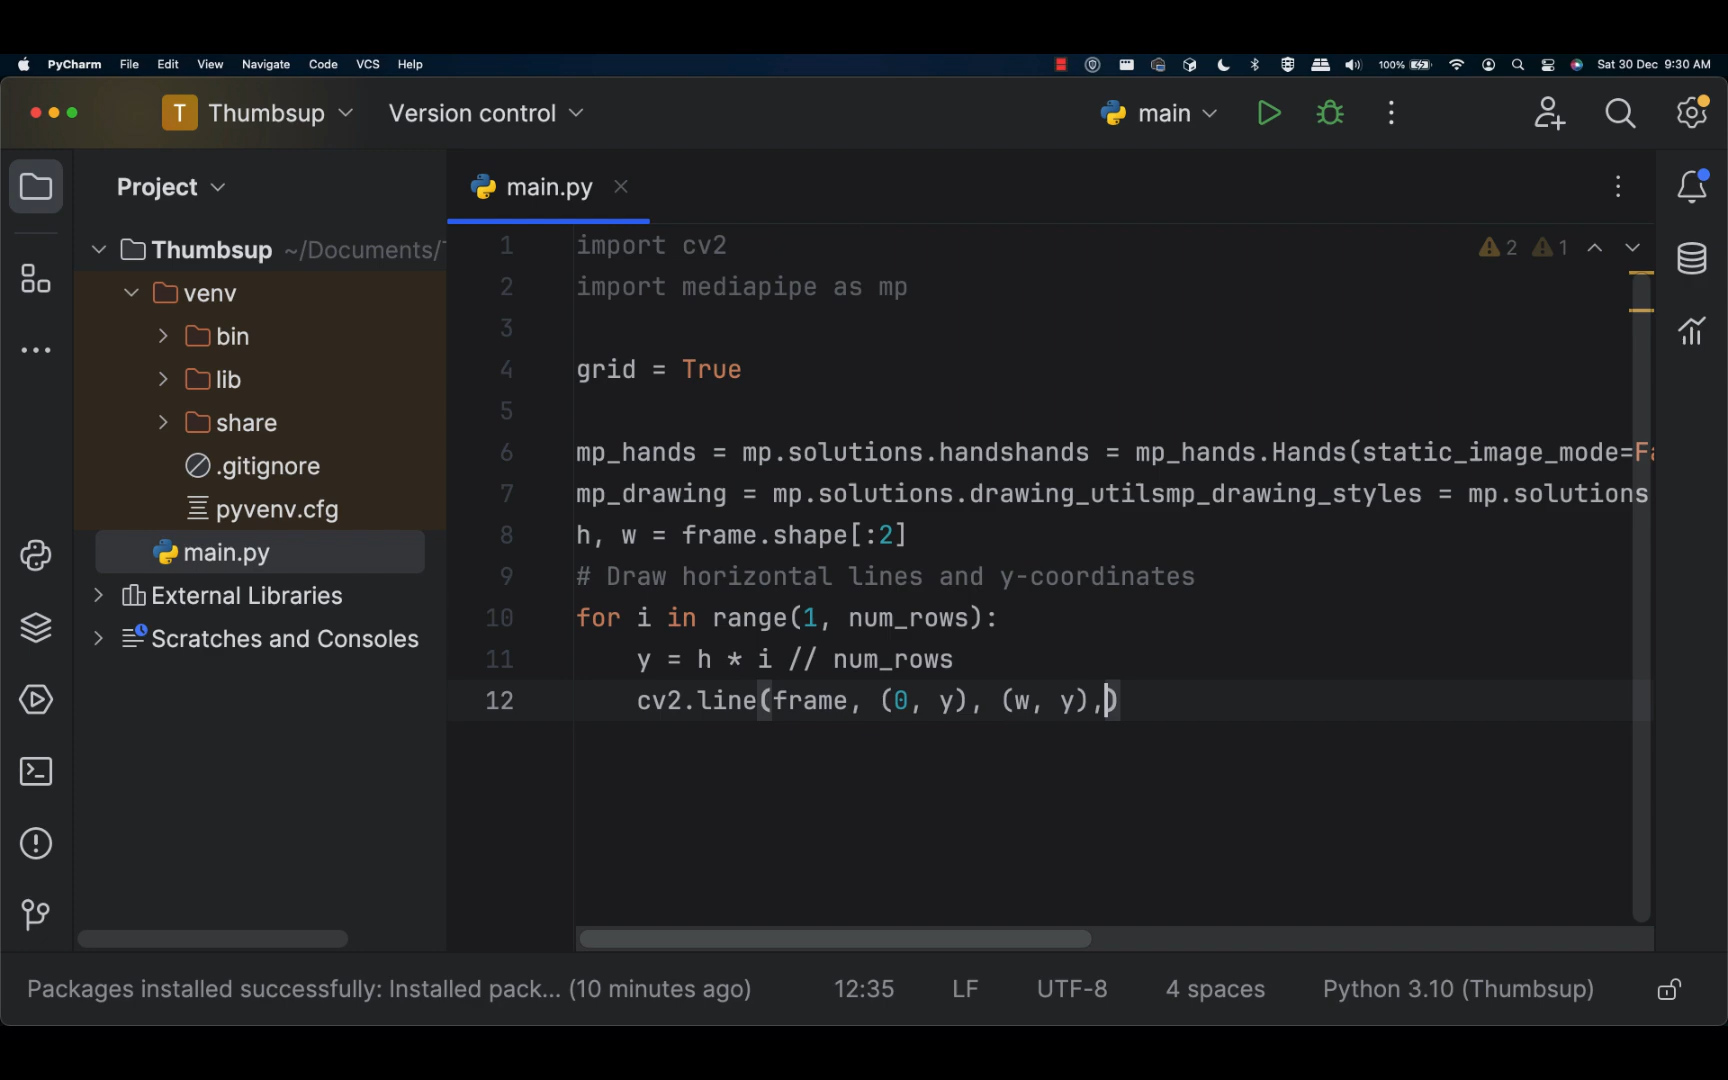 PyCharm File Edit View Navigate Code VCS Help 100% Sat 30 Dec 9:30 AM
T Thumbsup Version control main
Project main.py
Thumbsup ~/Documents/
venv
bin
lib
share
.gitignore
pyvenv.cfg
main.py
External Libraries
Scratches and Consoles
2 1
1 import cv2
2 import mediapipe as mp
3
4 grid = True
5
6 mp_hands = mp.solutions.handshands = mp_hands.Hands(static_image_mode=Fa
7 mp_drawing = mp.solutions.drawing_utilsmp_drawing_styles = mp.solutions
8 h, w = frame.shape[:2]
9 # Draw horizontal lines and y-coordinates
10 for i in range(1, num_rows):
11 y = h * i // num_rows
12 cv2.line(frame, (0, y), (w, y),)
Packages installed successfully: Installed pack... (10 minutes ago) 12:35 LF UTF-8 4 spaces Python 3.10 (Thumbsup)